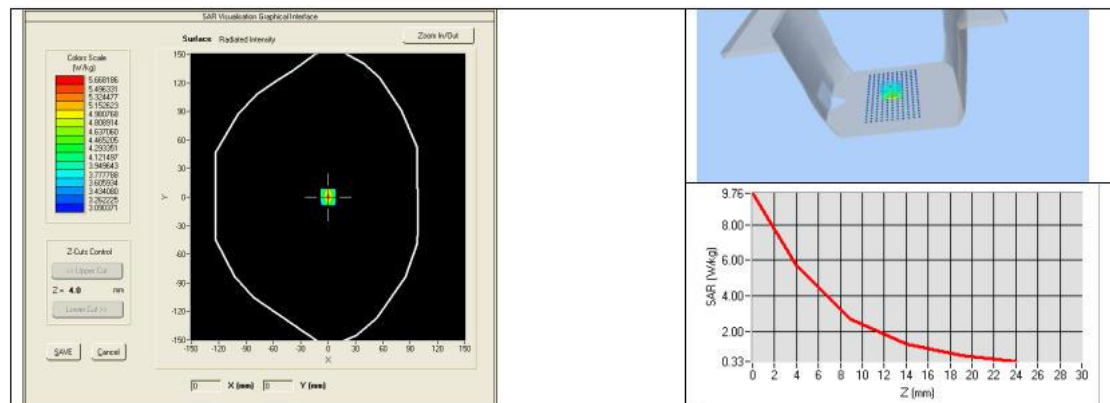 SAR Visualisation Graphical Interface
Surface Radiated Intensity
Zoom In/Out
Colors Scale
(W/kg)
5.668186
5.496331
5.324477
5.152623
4.980768
4.808914
4.637060
4.465205
4.293351
4.121497
3.949643
3.777788
3.605934
3.434080
3.262225
3.090371
150
120
90
60
30
Y
0
-30
-60
-90
-120
-150
-150 -120 -90 -60 -30 0 30 60 90 120 150
X
Z-Cuts Control
<< Upper Cut
Z = 4.0 mm
Lower Cut >>
SAVE Cancel
0 X (mm) 0 Y (mm)
9.76
8.00
6.00
4.00
2.00
0.33
SAR (W/kg)
0 2 4 6 8 10 12 14 16 18 20 22 24 26 28 30
Z (mm)